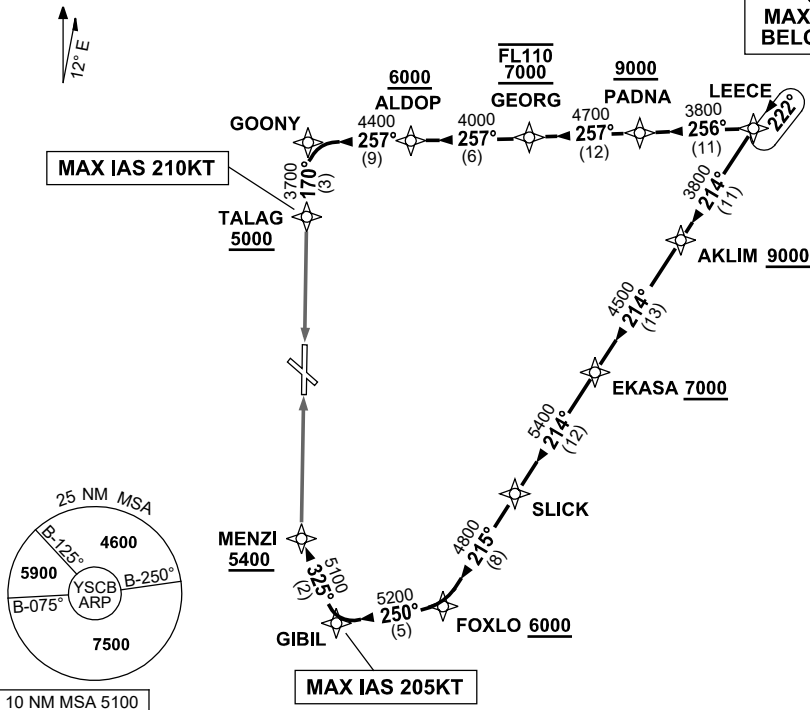 MAX
BELC
12° E
FL110
6000 7000 9000
ALDOP GEORG PADNA LEECE
GOONY
4400 4000 4700 3800
257° 257° 257° 256° 222°
(9) (6) (12) (11)
MAX IAS 210KT
3700
170°
(3)
TALAG
5000
3800
214°
(11)
AKLIM 9000
4500
214°
(13)
EKASA 7000
5400
214°
(12)
SLICK
4800
215°
(8)
FOXLO 6000
5200
250°
(5)
GIBIL
MAX IAS 205KT
5100
325°
(2)
MENZI
5400
25 NM MSA
B-125°
4600
5900
B-250°
YSCB
ARP
B-075°
7500
10 NM MSA 5100